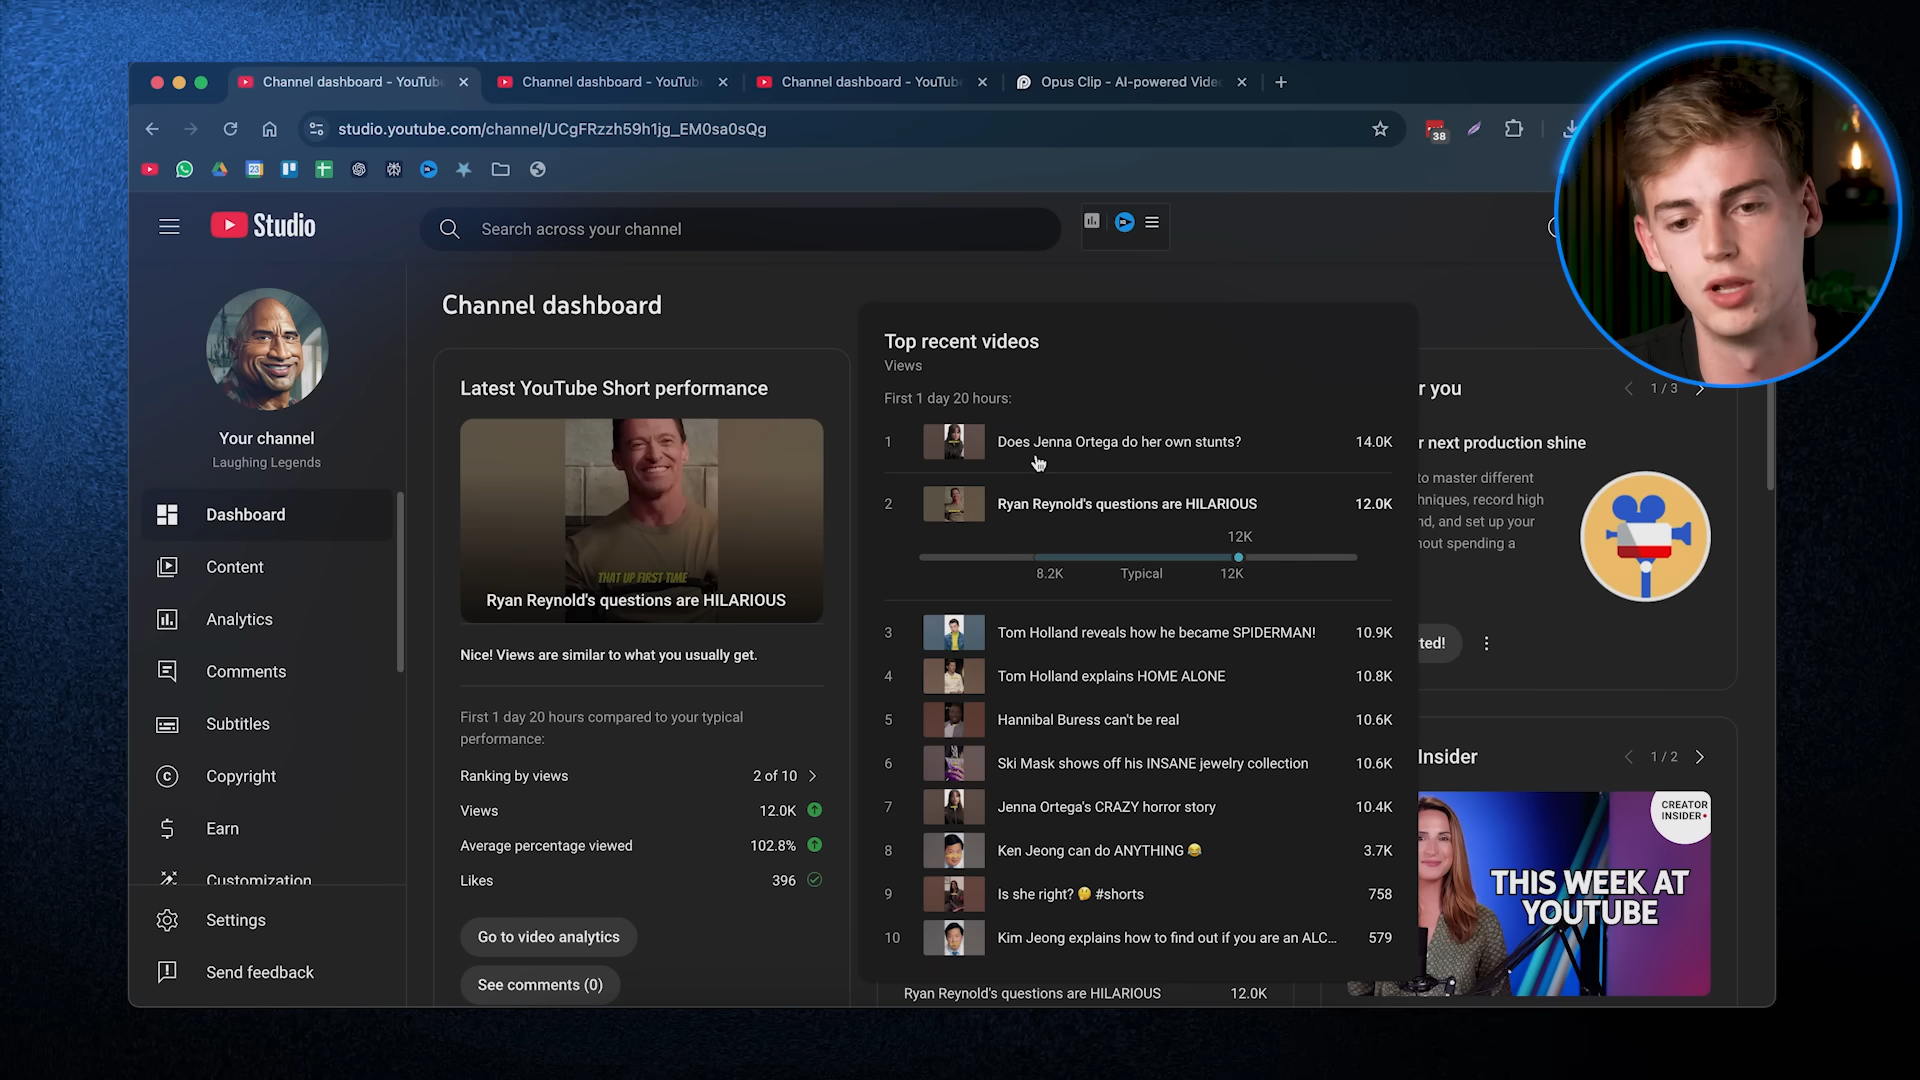 Channel dashboard - YouTube
Channel dashboard - YouTube
Channel dashboard - YouTube
Opus Clip - AI-powered Vide
studio.youtube.com/channel/UCgFRzzh59h1jg_EM0sa0sQg
38
23
Studio
Search across your channel
Your channel
Laughing Legends
Dashboard
Content
Analytics
Comments
Subtitles
Copyright
Earn
Customization
Settings
Send feedback
Channel dashboard
Latest YouTube Short performance
THAT UP FIRST TIME
Ryan Reynold's questions are HILARIOUS
Nice! Views are similar to what you usually get.
First 1 day 20 hours compared to your typical
performance:
Ranking by views 2 of 10
Views 12.0K
Average percentage viewed 102.8%
Likes 396
Go to video analytics
See comments (0)
Top recent videos
Views
First 1 day 20 hours:
1 Does Jenna Ortega do her own stunts? 14.0K
2 Ryan Reynold's questions are HILARIOUS 12.0K
12K
8.2K Typical 12K
3 Tom Holland reveals how he became SPIDERMAN! 10.9K
4 Tom Holland explains HOME ALONE 10.8K
5 Hannibal Buress can't be real 10.6K
6 Ski Mask shows off his INSANE jewelry collection 10.6K
7 Jenna Ortega's CRAZY horror story 10.4K
8 Ken Jeong can do ANYTHING 😂 3.7K
9 Is she right? 🤔 #shorts 758
10 Kim Jeong explains how to find out if you are an ALC... 579
Ryan Reynold's questions are HILARIOUS 12.0K
r you
1 / 3
r next production shine
to master different
hniques, record high
nd, and set up your
hout spending a
ted!
Insider
1 / 2
CREATOR
INSIDER
THIS WEEK AT
YOUTUBE